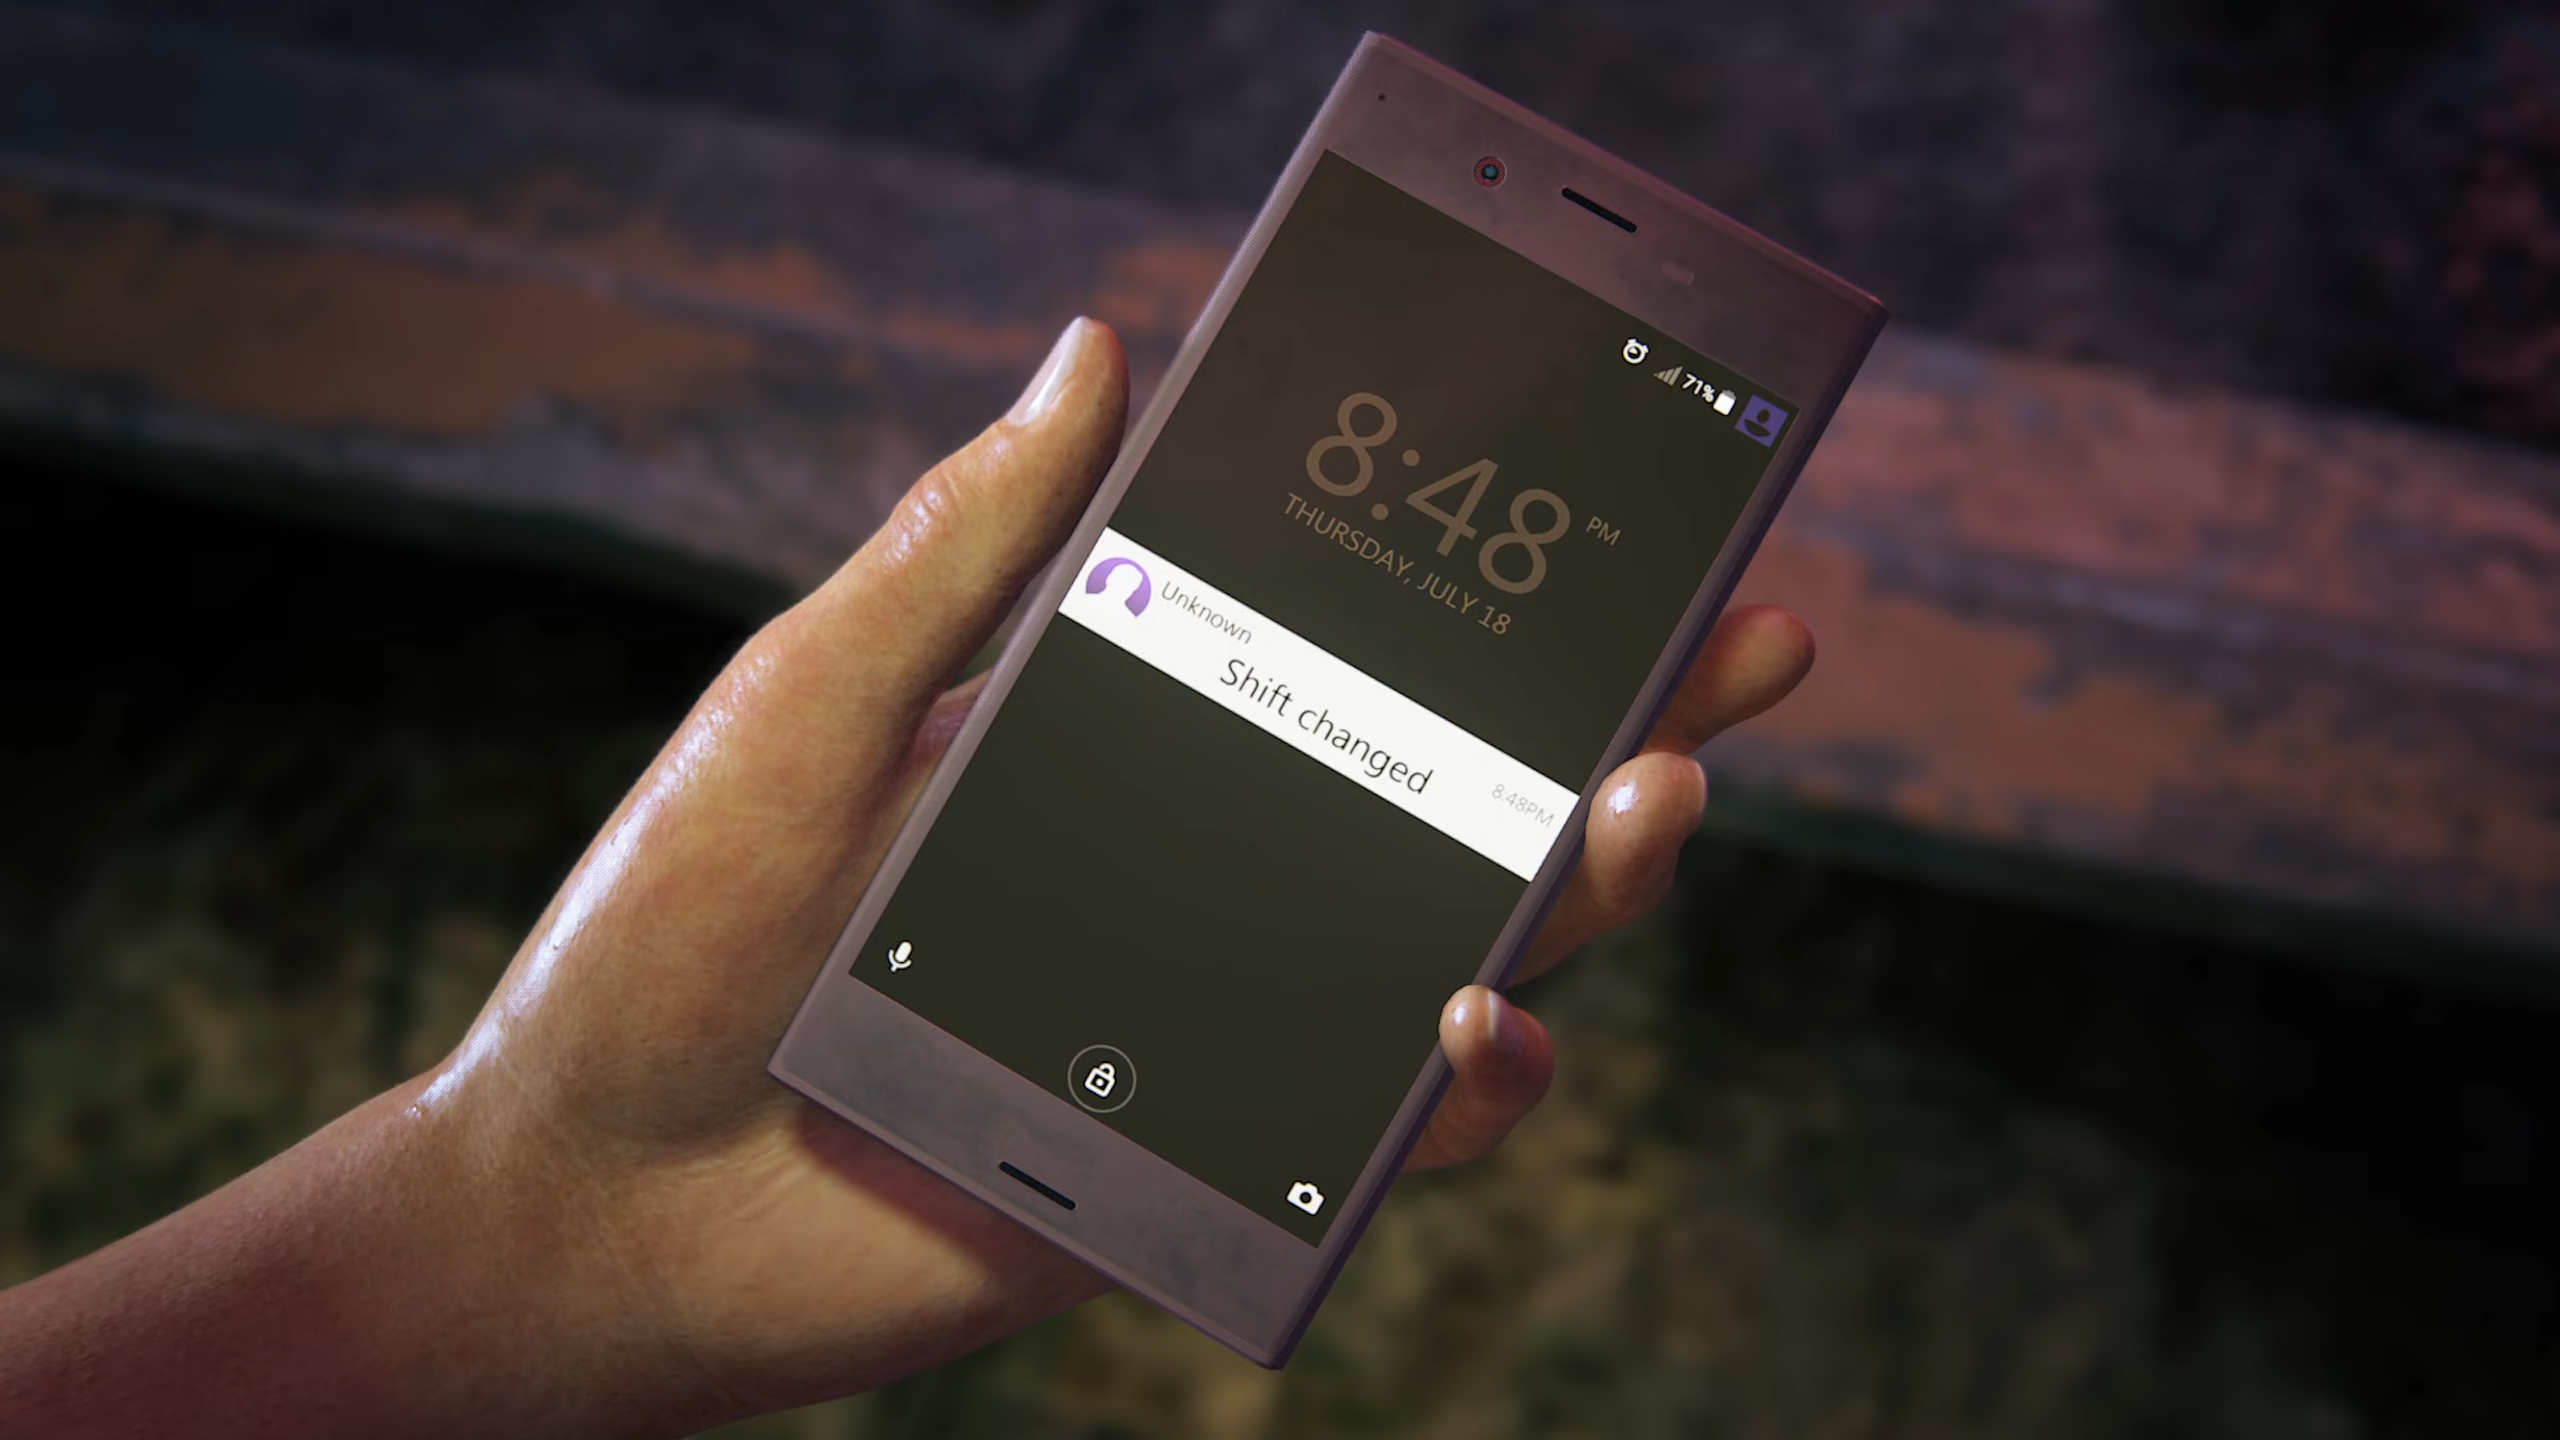 71%
8:48 PM
THURSDAY, JULY 18
Unknown
Shift changed
8:48PM